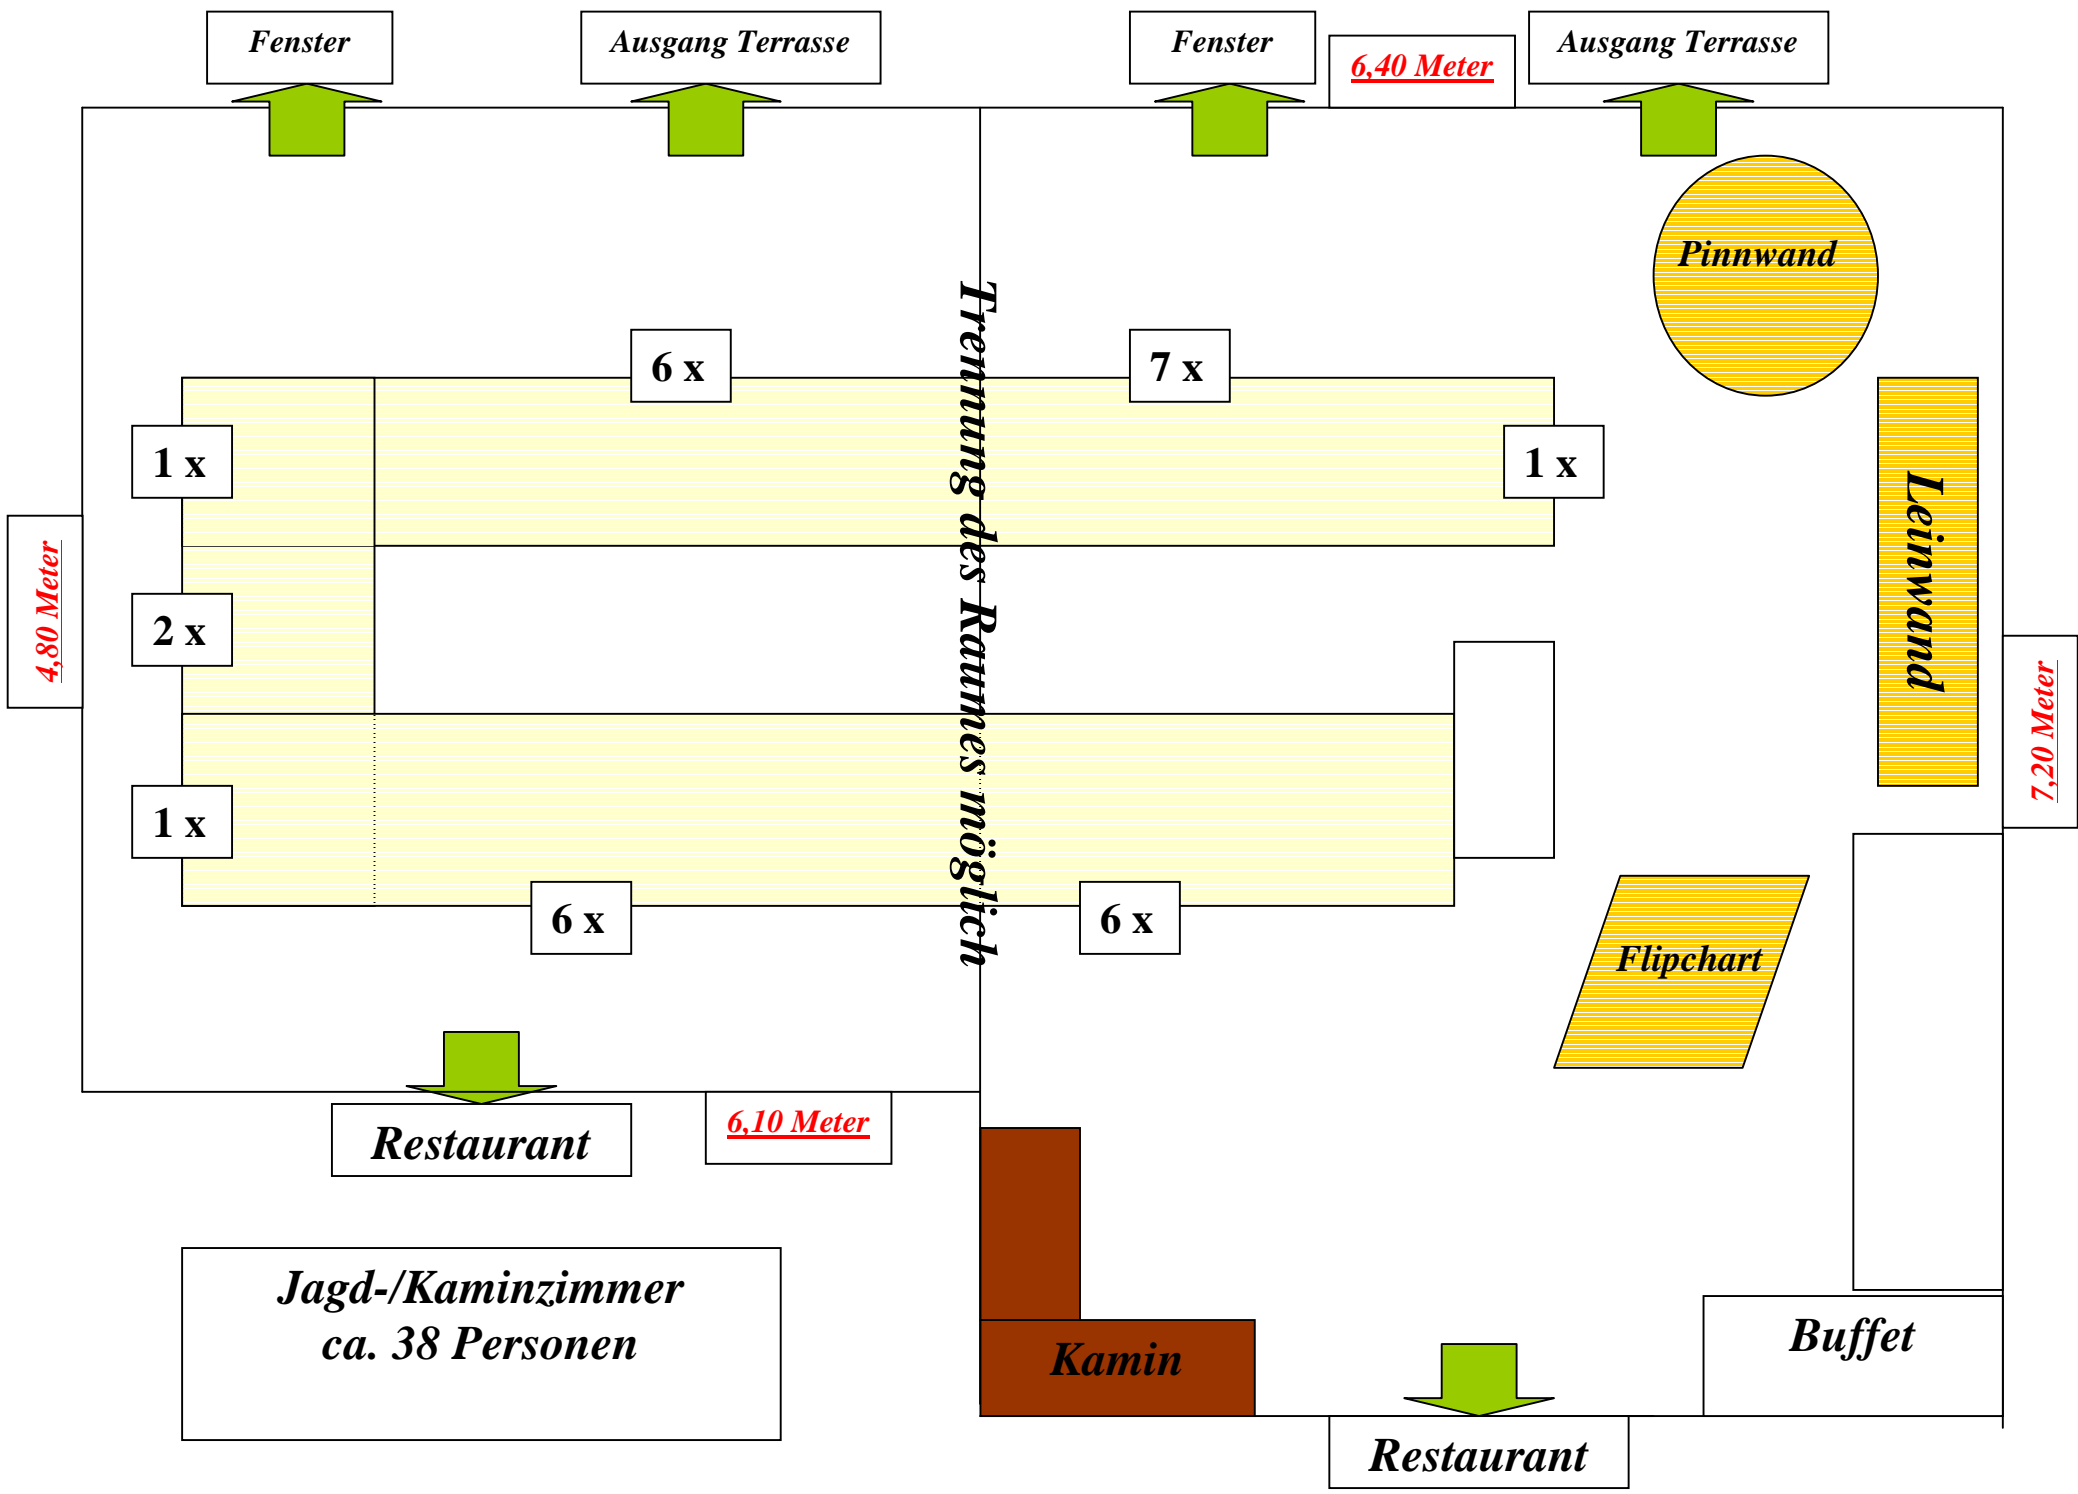 Fenster
Ausgang Terrasse
Fenster
6,40 Meter
Ausgang Terrasse
Pinnwand
Trennung des Raumes möglich
6 x
7 x
1 x
1 x
Leinwand
4,80 Meter
2 x
7,20 Meter
1 x
6 x
6 x
Flipchart
Restaurant
6,10 Meter
Jagd-/Kaminzimmer
ca. 38 Personen
Kamin
Buffet
Restaurant